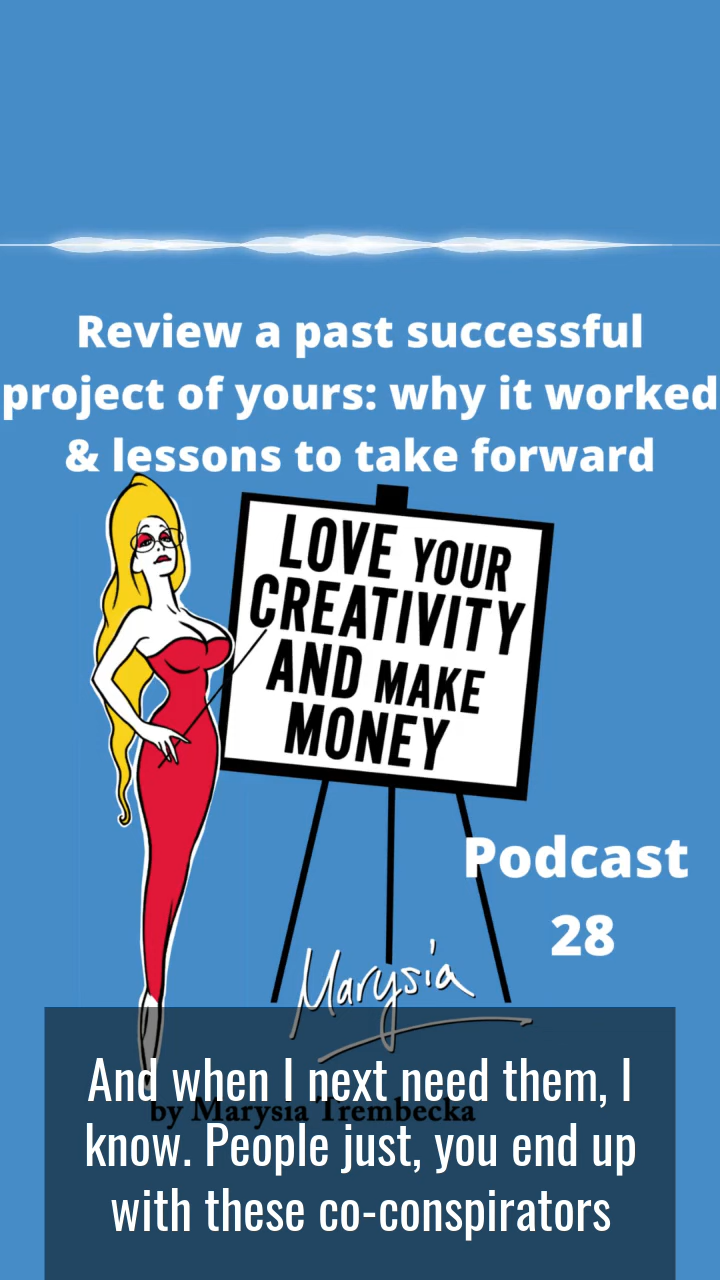 Review a past successful
project of yours: why it worked
& lessons to take forward
LOVE YOUR
CREATIVITY
AND MAKE
MONEY
Podcast
28
Marysia
by Marysia Trembecka
And when I next need them, I
know. People just, you end up
with these co-conspirators